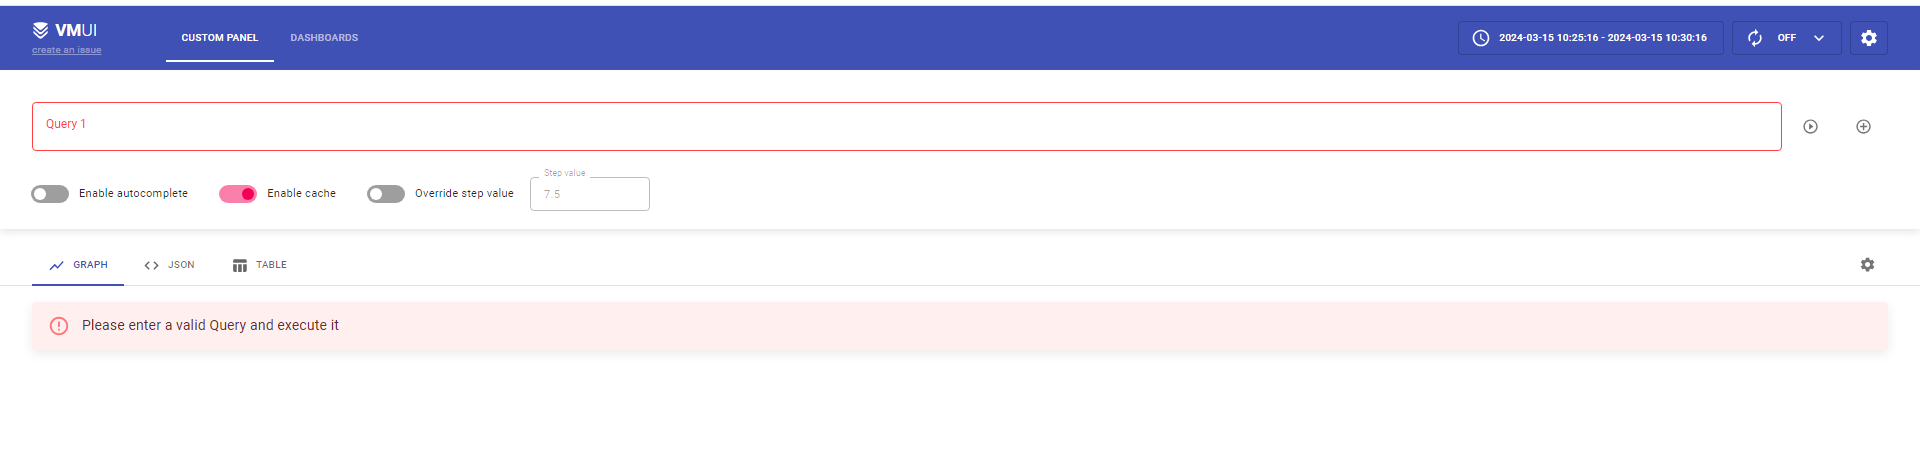 VMUI
create an issue
CUSTOM PANEL
DASHBOARDS
2024-03-15 10:25:16 - 2024-03-15 10:30:16
OFF
Query 1
Enable autocomplete
Enable cache
Override step value
Step value
7.5
GRAPH
JSON
TABLE
Please enter a valid Query and execute it